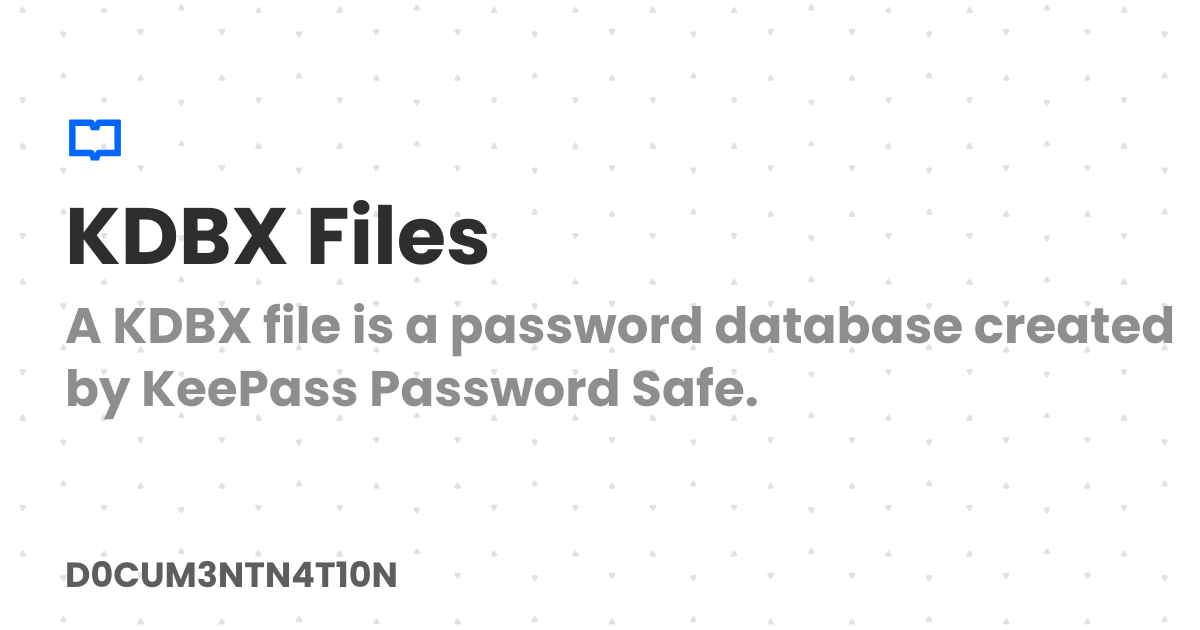 KDBX Files
A KDBX file is a password database created
by KeePass Password Safe.
D0CUM3NTN4T10N